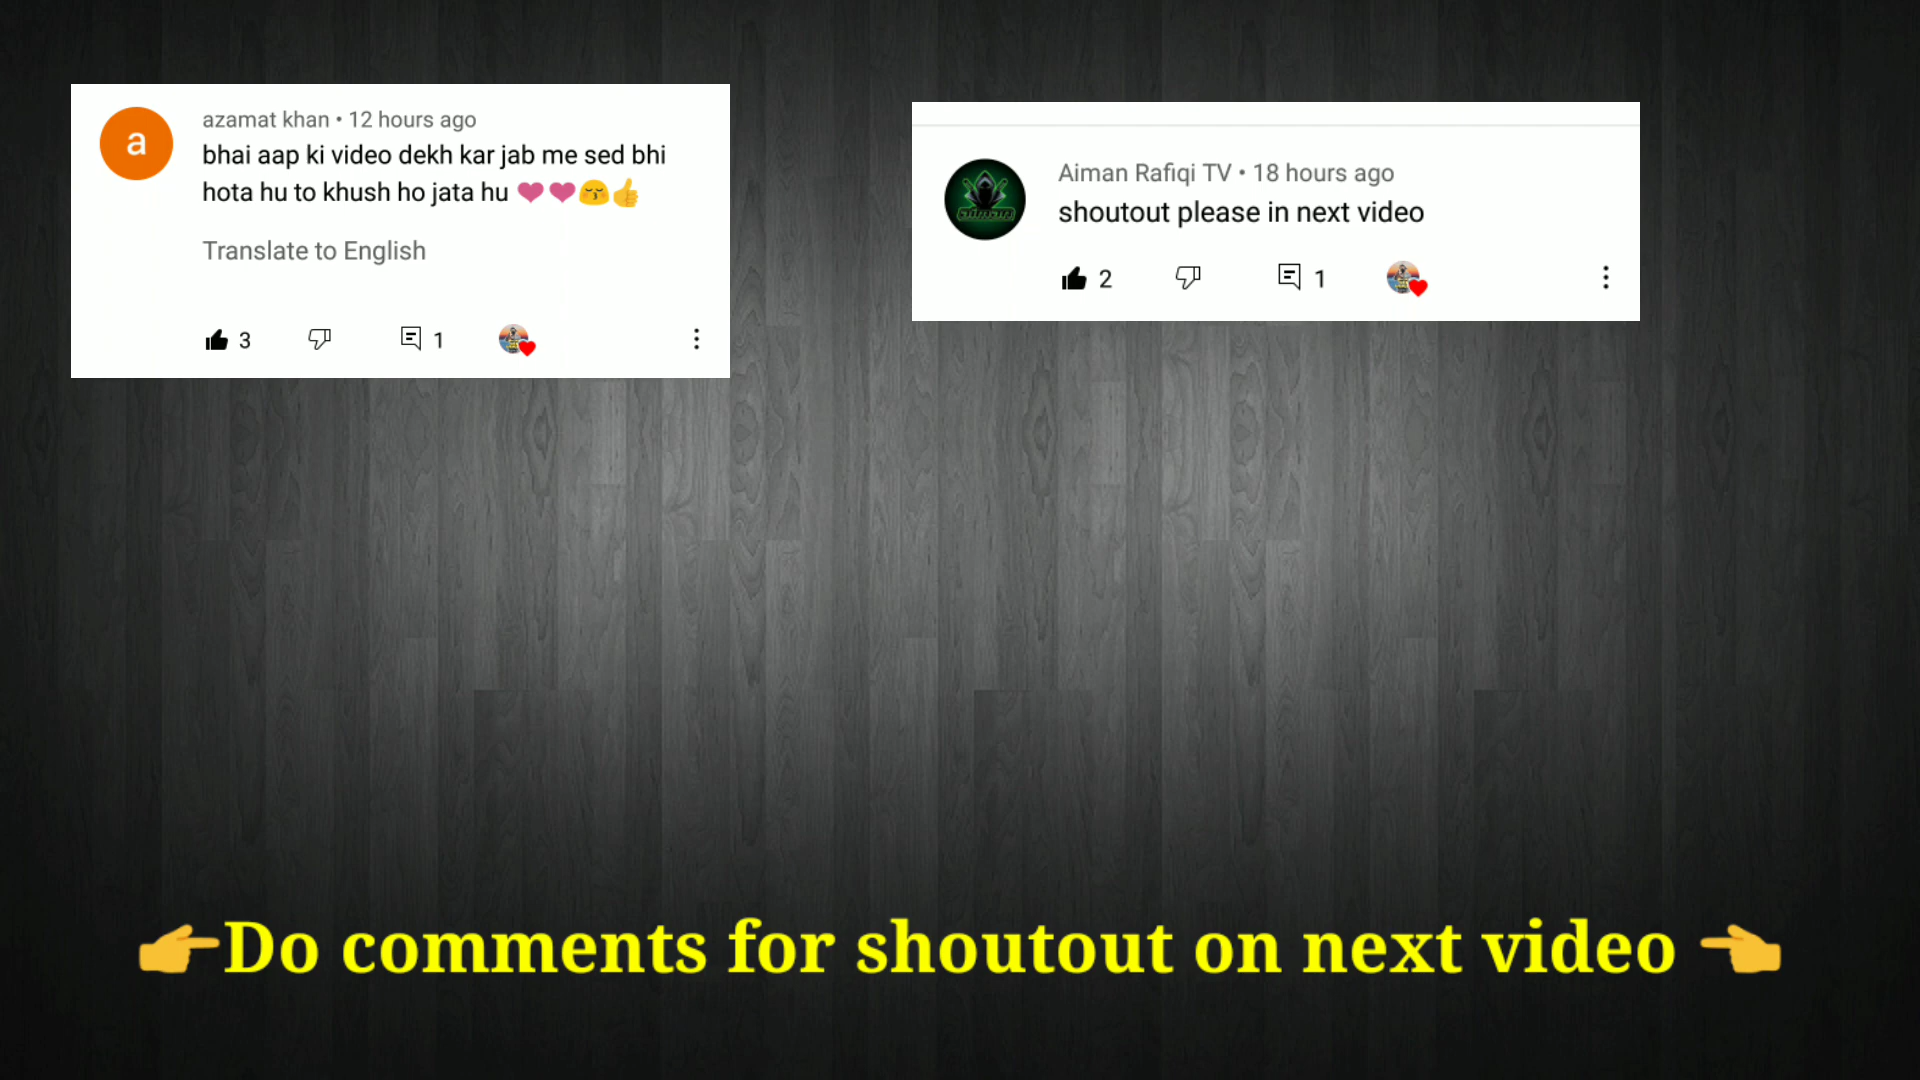 a
azamat khan • 12 hours ago
bhai aap ki video dekh kar jab me sed bhi
hota hu to khush ho jata hu ❤❤😚👍
Translate to English
3 1
Aiman Rafiqi TV • 18 hours ago
shoutout please in next video
2 1
👉Do comments for shoutout on next video 👈